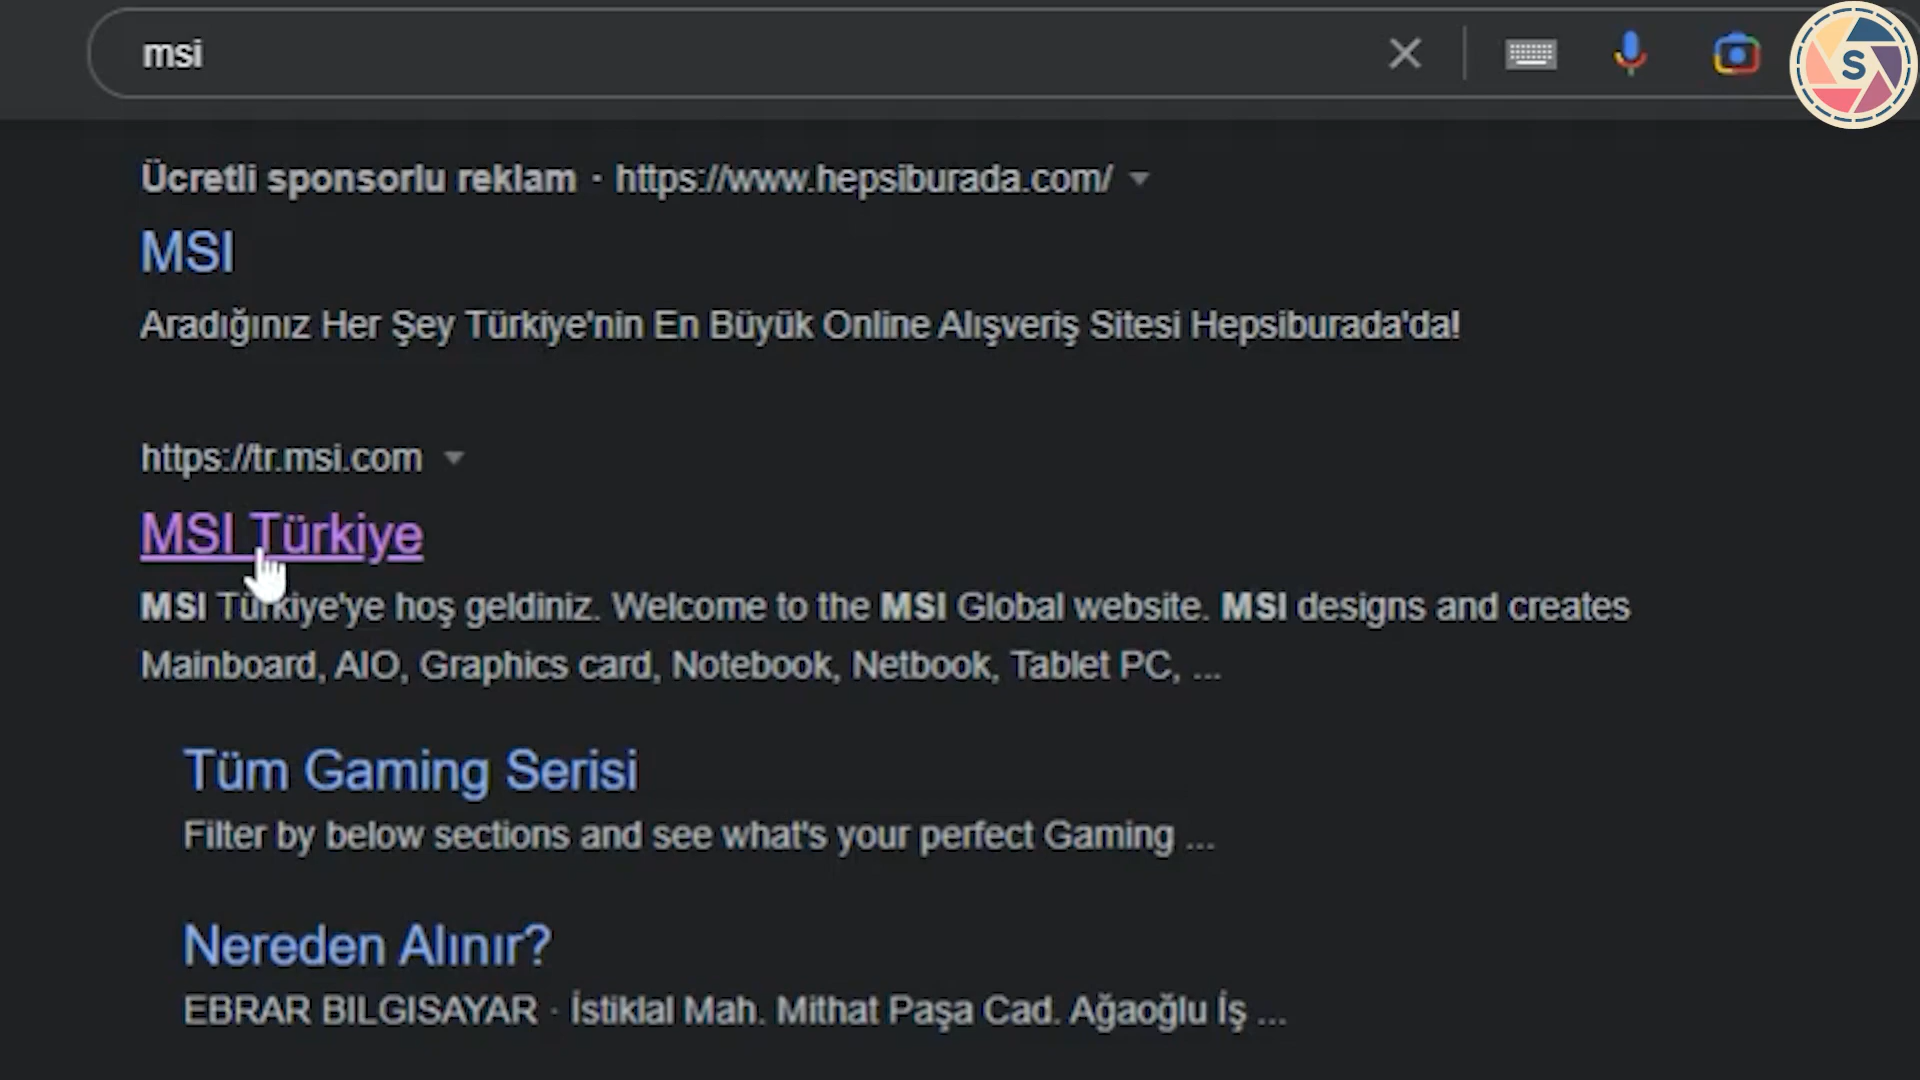 msi
S
Ücretli sponsorlu reklam · https://www.hepsiburada.com/
MSI
Aradığınız Her Şey Türkiye'nin En Büyük Online Alışveriş Sitesi Hepsiburada'da!
https://tr.msi.com
MSI Türkiye
MSI Türkiye'ye hoş geldiniz. Welcome to the MSI Global website. MSI designs and creates
Mainboard, AIO, Graphics card, Notebook, Netbook, Tablet PC, ...
Tüm Gaming Serisi
Filter by below sections and see what's your perfect Gaming ...
Nereden Alınır?
EBRAR BILGISAYAR · İstiklal Mah. Mithat Paşa Cad. Ağaoğlu İş ...